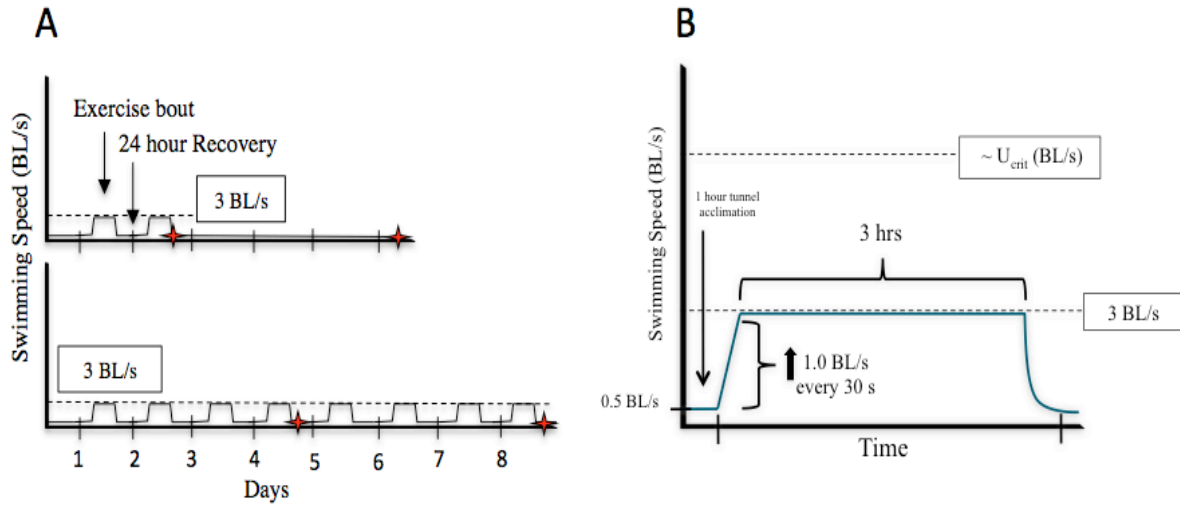 A
Swimming Speed (BL/s)
Exercise bout
24 hour Recovery
3 BL/s
3 BL/s
1 2 3 4 5 6 7 8
Days
B
Swimming Speed (BL/s)
~ U_crit (BL/s)
1 hour tunnel
acclimation
3 hrs
3 BL/s
1.0 BL/s
every 30 s
0.5 BL/s
Time